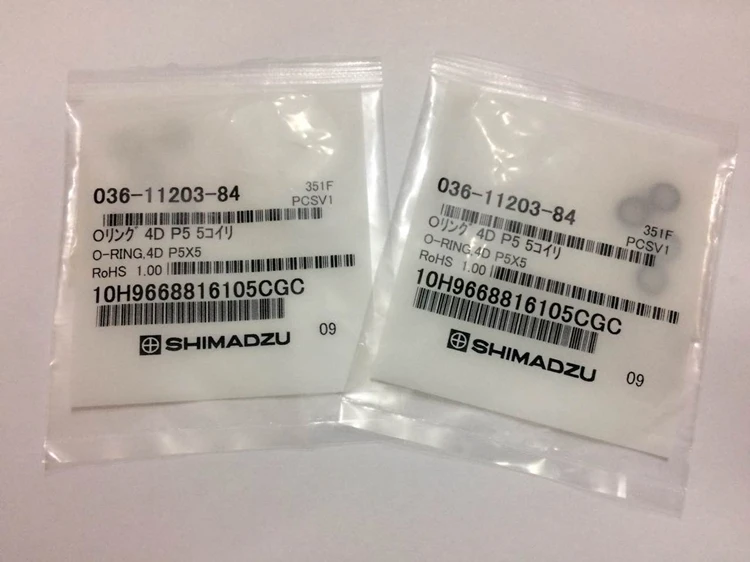 036-11203-84
351F
PCSV1
Oリング 4D P5 5コイリ
O-RING,4D P5X5
RoHS 1.00
10H9668816105CGC
SHIMADZU
09
036-11203-84
351F
PCSV1
Oリング 4D P5 5コイリ
O-RING,4D P5X5
RoHS 1.00
10H9668816105CGC
SHIMADZU
09